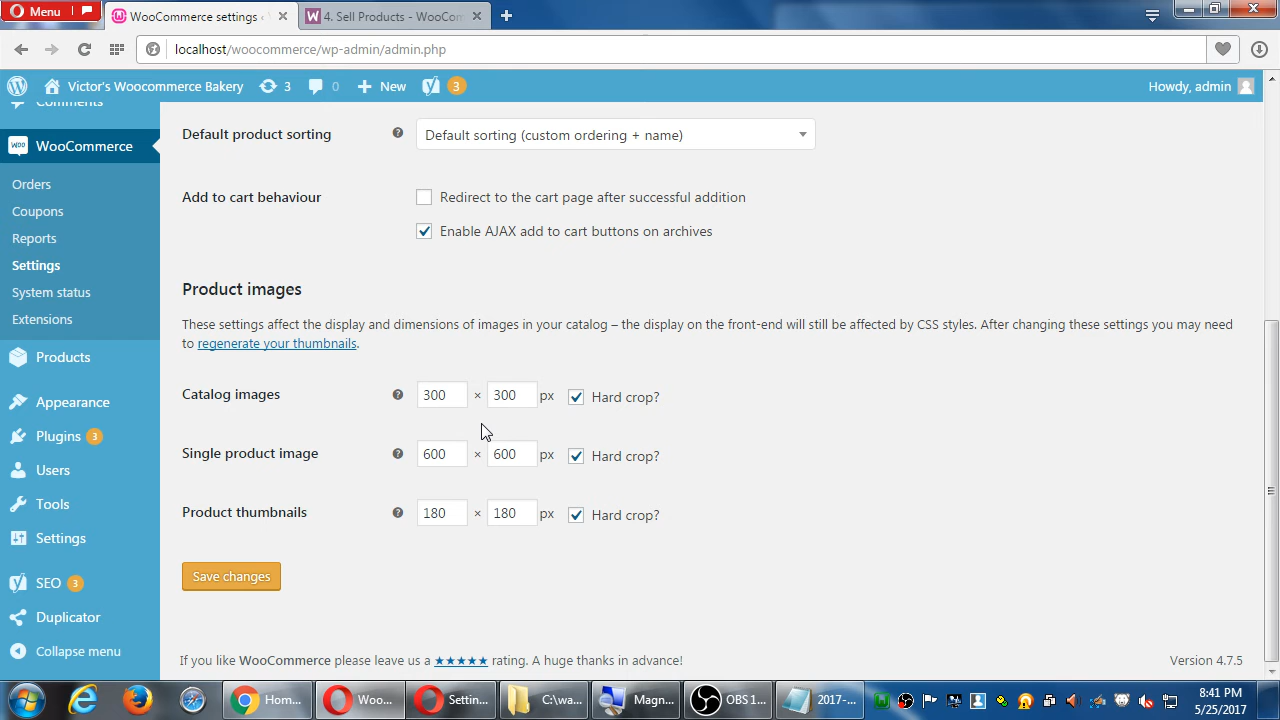 Menu
WooCommerce settings ‹
4. Sell Products - WooCom
localhost/woocommerce/wp-admin/admin.php
Victor's Woocommerce Bakery
3
0
New
3
Howdy, admin
Comments
WooCommerce
Orders
Coupons
Reports
Settings
System status
Extensions
Products
Appearance
Plugins 3
Users
Tools
Settings
SEO 3
Duplicator
Collapse menu
Default product sorting
Default sorting (custom ordering + name)
Add to cart behaviour
Redirect to the cart page after successful addition
Enable AJAX add to cart buttons on archives
Product images
These settings affect the display and dimensions of images in your catalog – the display on the front-end will still be affected by CSS styles. After changing these settings you may need
to regenerate your thumbnails.
Catalog images
300 × 300 px Hard crop?
Single product image
600 × 600 px Hard crop?
Product thumbnails
180 × 180 px Hard crop?
Save changes
If you like WooCommerce please leave us a ★★★★★ rating. A huge thanks in advance!
Version 4.7.5
Hom...
Woo...
Settin...
C:\wa...
Magn...
OBS 1...
2017-...
8:41 PM
5/25/2017